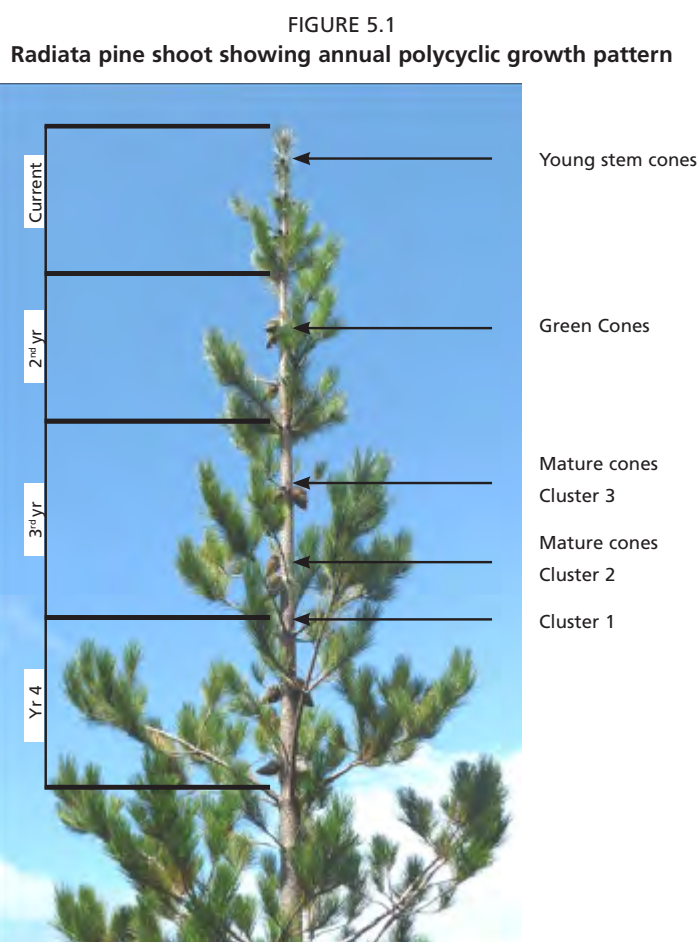 FIGURE 5.1
Radiata pine shoot showing annual polycyclic growth pattern
Current
Young stem cones
2nd yr
Green Cones
3rd yr
Mature cones
Cluster 3
Mature cones
Cluster 2
Cluster 1
Yr 4